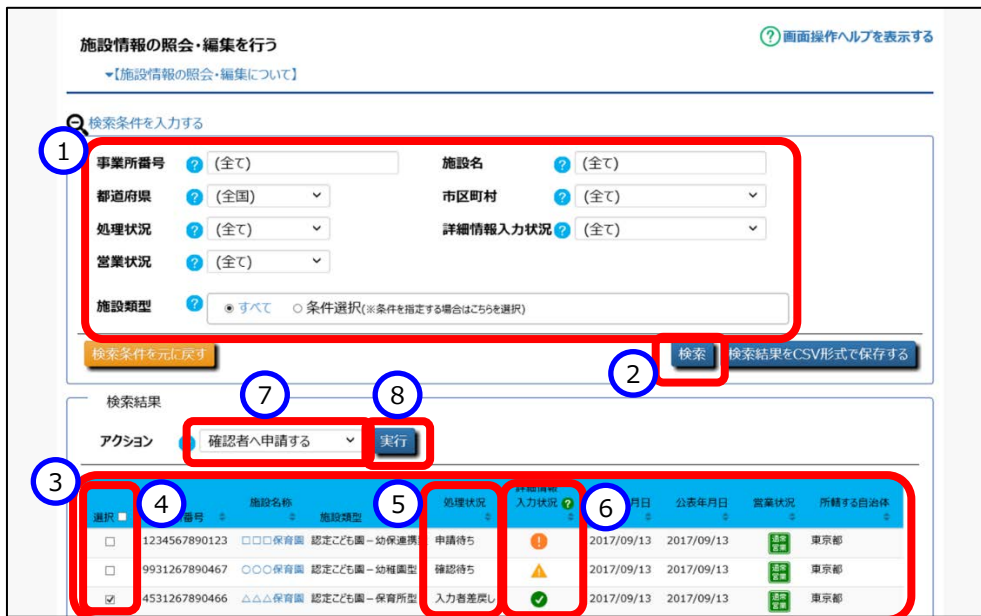 施設情報の照会・編集を行う
?画面操作ヘルプを表示する
▼【施設情報の照会・編集について】
検索条件を入力する
1
事業所番号 ? (全て) 施設名 ? (全て)
都道府県 ? (全国) 市区町村 ? (全て)
処理状況 ? (全て) 詳細情報入力状況 ? (全て)
営業状況 ? (全て)
施設類型 ? すべて 条件選択(※条件を指定する場合はこちらを選択)
検索条件を元に戻す 2 検索 検索結果をCSV形式で保存する
検索結果 7 8
アクション 確認者へ申請する 実行
3 4 5 6
選択 番号 施設名称 施設類型 処理状況 入力状況 ? 月日 公表年月日 営業状況 所轄する自治体
1234567890123 □□□保育園 認定こども園-幼保連携 申請待ち ! 2017/09/13 2017/09/13 通常営業 東京都
9931267890467 ○○○保育園 認定こども園-幼稚園型 確認待ち 2017/09/13 2017/09/13 通常営業 東京都
4531267890466 △△△保育園 認定こども園-保育所型 入力者差戻し 2017/09/13 2017/09/13 通常営業 東京都